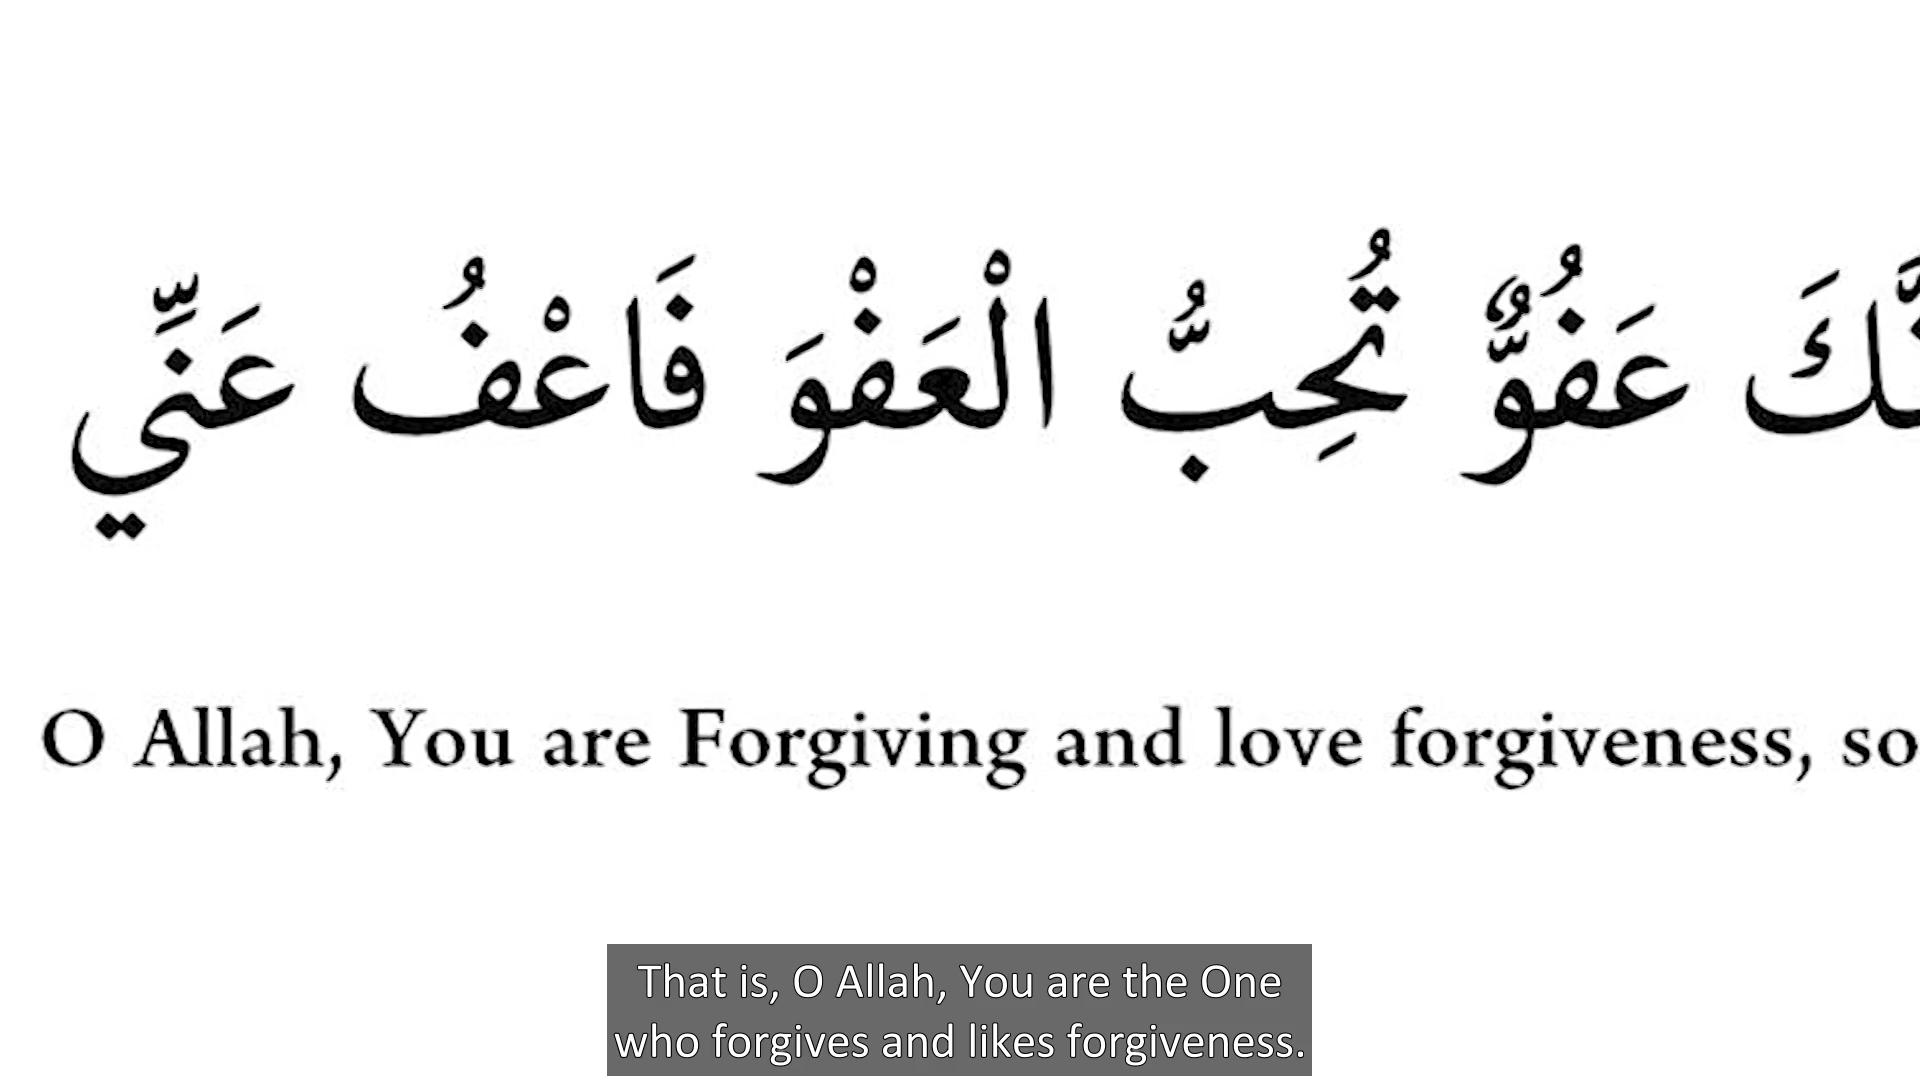 كَ عَفُوٌّ تُحِبُّ الْعَفْوَ فَاعْفُ عَنِّي
O Allah, You are Forgiving and love forgiveness, so
That is, O Allah, You are the One
who forgives and likes forgiveness.